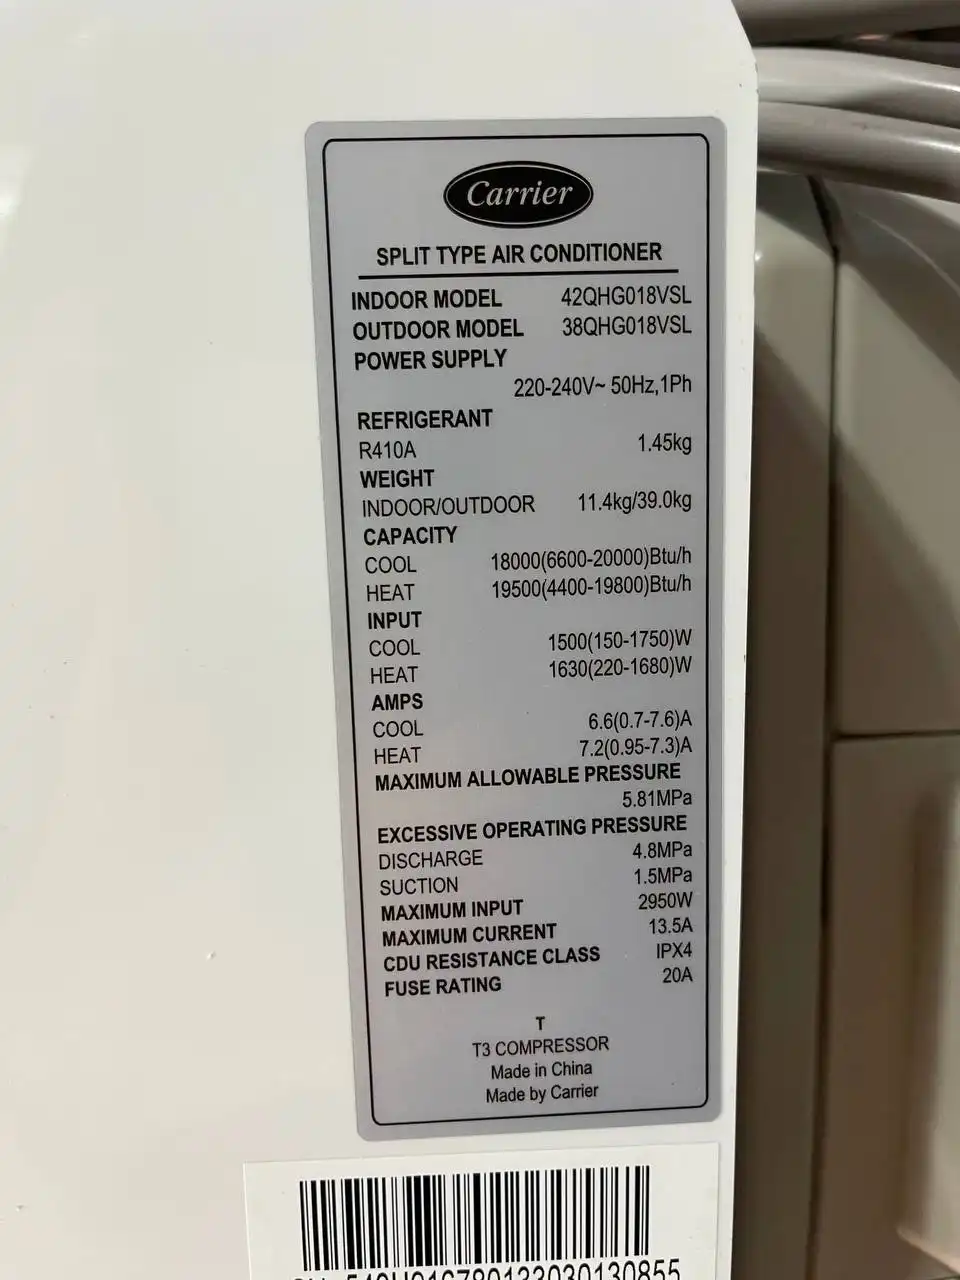 Carrier
SPLIT TYPE AIR CONDITIONER
INDOOR MODEL 42QHG018VSL
OUTDOOR MODEL 38QHG018VSL
POWER SUPPLY
220-240V~ 50Hz,1Ph
REFRIGERANT
R410A 1.45kg
WEIGHT
INDOOR/OUTDOOR 11.4kg/39.0kg
CAPACITY
COOL 18000(6600-20000)Btu/h
HEAT 19500(4400-19800)Btu/h
INPUT
COOL 1500(150-1750)W
HEAT 1630(220-1680)W
AMPS
COOL 6.6(0.7-7.6)A
HEAT 7.2(0.95-7.3)A
MAXIMUM ALLOWABLE PRESSURE
5.81MPa
EXCESSIVE OPERATING PRESSURE
DISCHARGE 4.8MPa
SUCTION 1.5MPa
MAXIMUM INPUT 2950W
MAXIMUM CURRENT 13.5A
CDU RESISTANCE CLASS IPX4
FUSE RATING 20A
T
T3 COMPRESSOR
Made in China
Made by Carrier